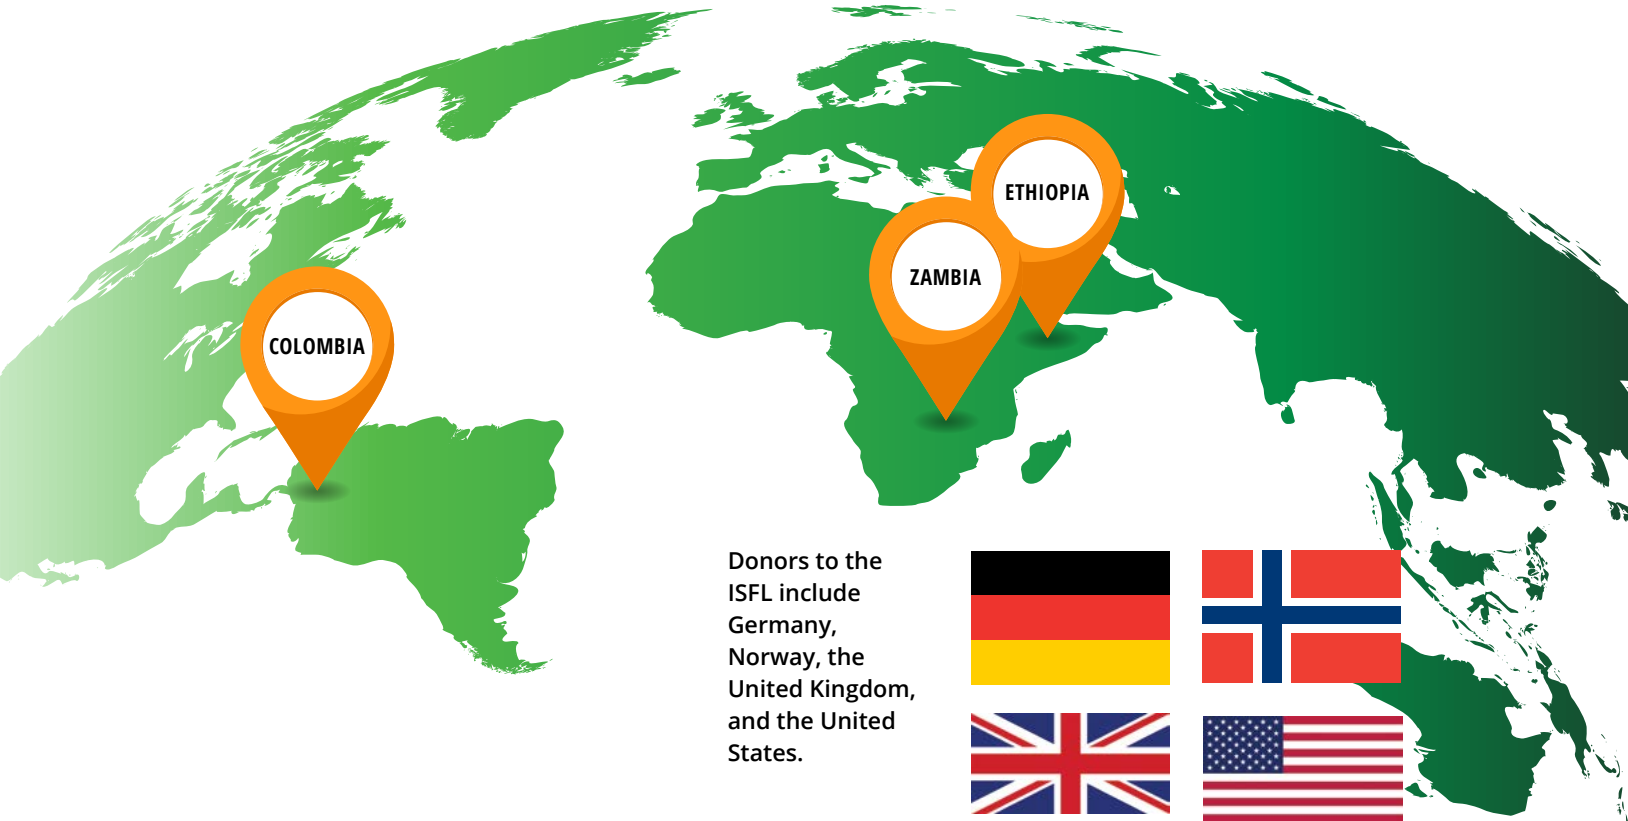 ETHIOPIA
ZAMBIA
COLOMBIA
Donors to the
ISFL include
Germany,
Norway, the
United Kingdom,
and the United
States.